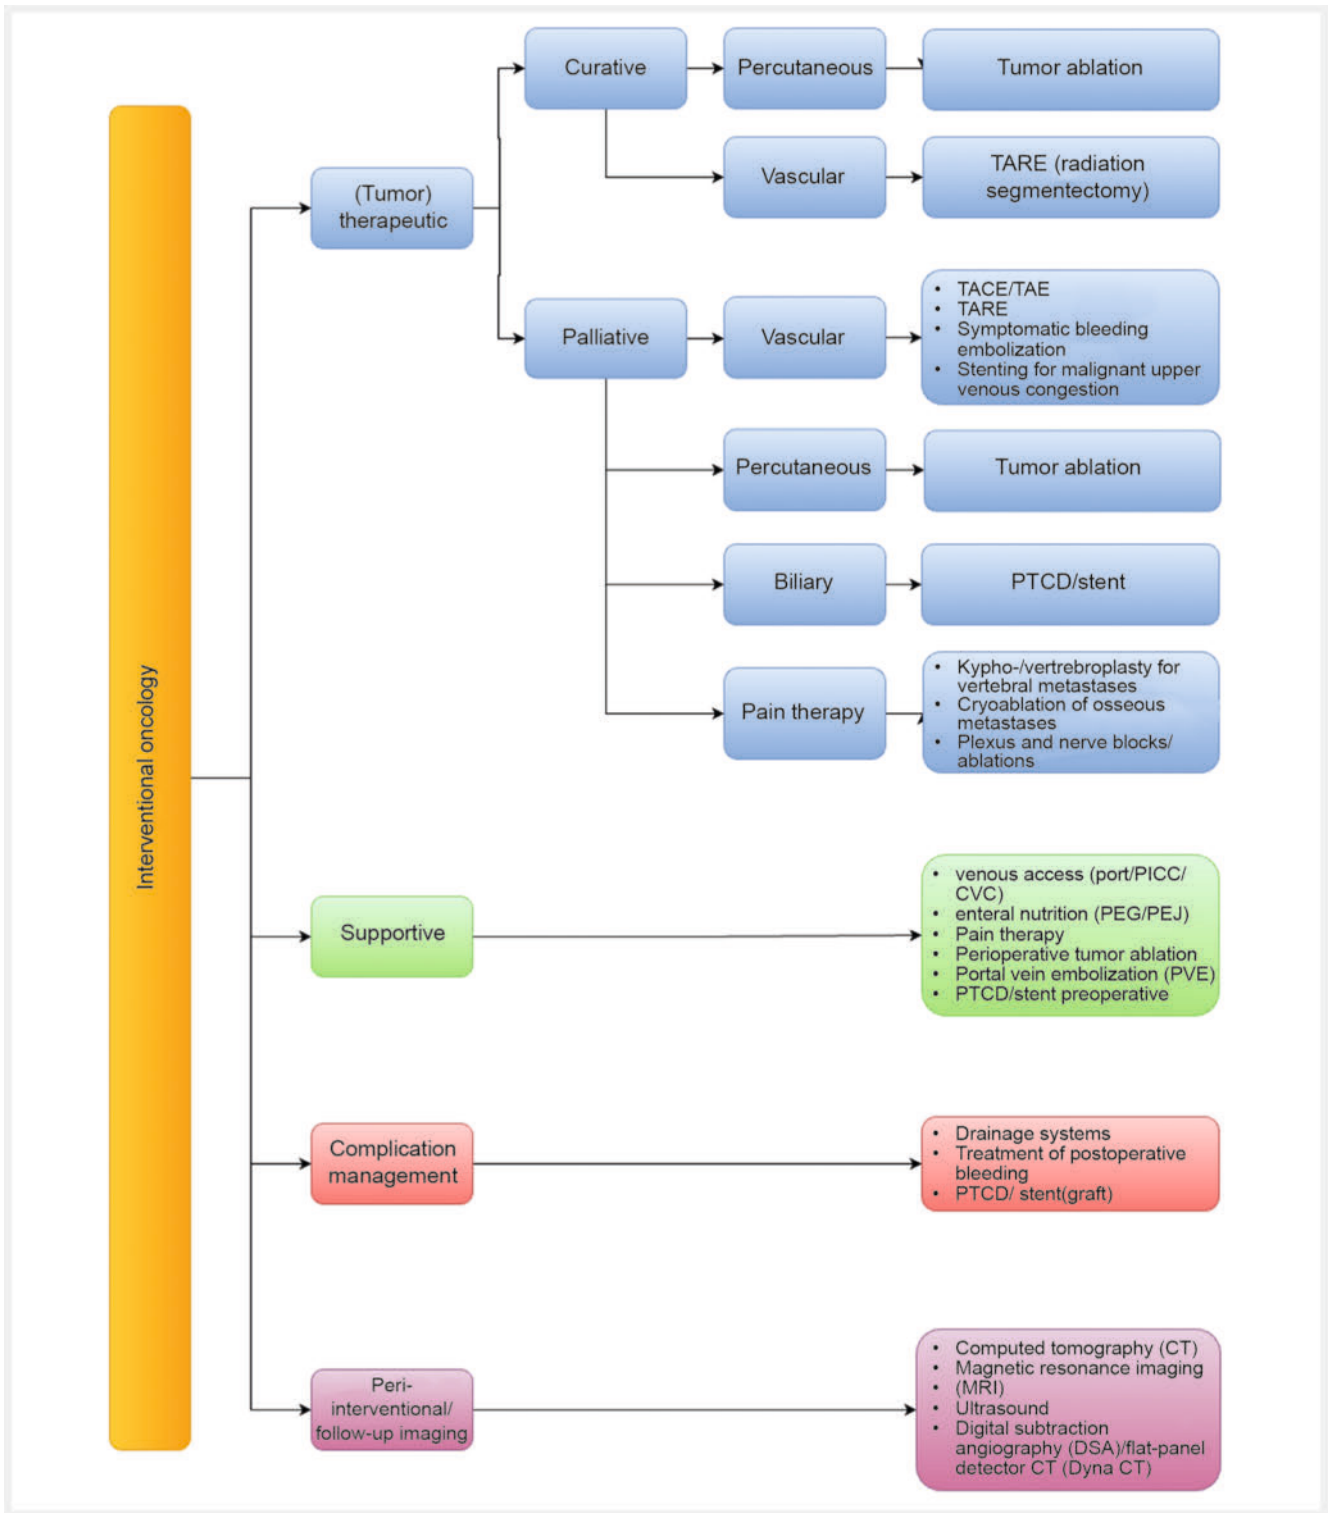 Interventional oncology
(Tumor)
therapeutic
Curative
Percutaneous
Tumor ablation
Vascular
TARE (radiation
segmentectomy)
Palliative
Vascular
• TACE/TAE
• TARE
• Symptomatic bleeding
embolization
• Stenting for malignant upper
venous congestion
Percutaneous
Tumor ablation
Biliary
PTCD/stent
Pain therapy
• Kypho-/vertrebroplasty for
vertebral metastases
• Cryoablation of osseous
metastases
• Plexus and nerve blocks/
ablations
Supportive
• venous access (port/PICC/
CVC)
• enteral nutrition (PEG/PEJ)
• Pain therapy
• Perioperative tumor ablation
• Portal vein embolization (PVE)
• PTCD/stent preoperative
Complication
management
• Drainage systems
• Treatment of postoperative
bleeding
• PTCD/ stent(graft)
Peri-
interventional/
follow-up imaging
• Computed tomography (CT)
• Magnetic resonance imaging
• (MRI)
• Ultrasound
• Digital subtraction
angiography (DSA)/flat-panel
detector CT (Dyna CT)